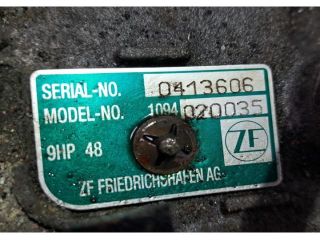 SERIAL-NO. 0413606
MODEL-NO. 1094 020035
9HP 48
ZF
ZF FRIEDRICHSHAFEN AG